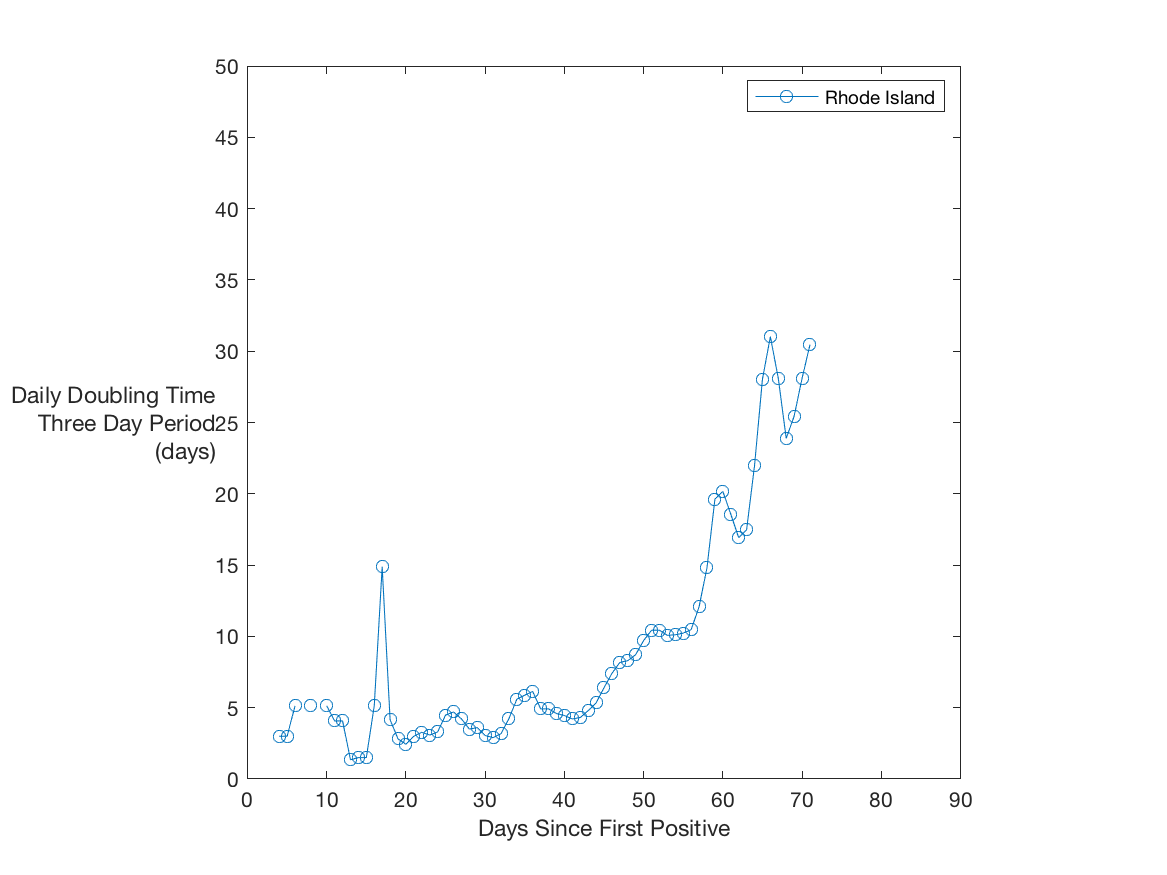 50
Rhode Island
45
40
35
30
Daily Doubling Time
Three Day Period
25
(days)
20
15
10
5
0
0 10 20 30 40 50 60 70 80 90
Days Since First Positive